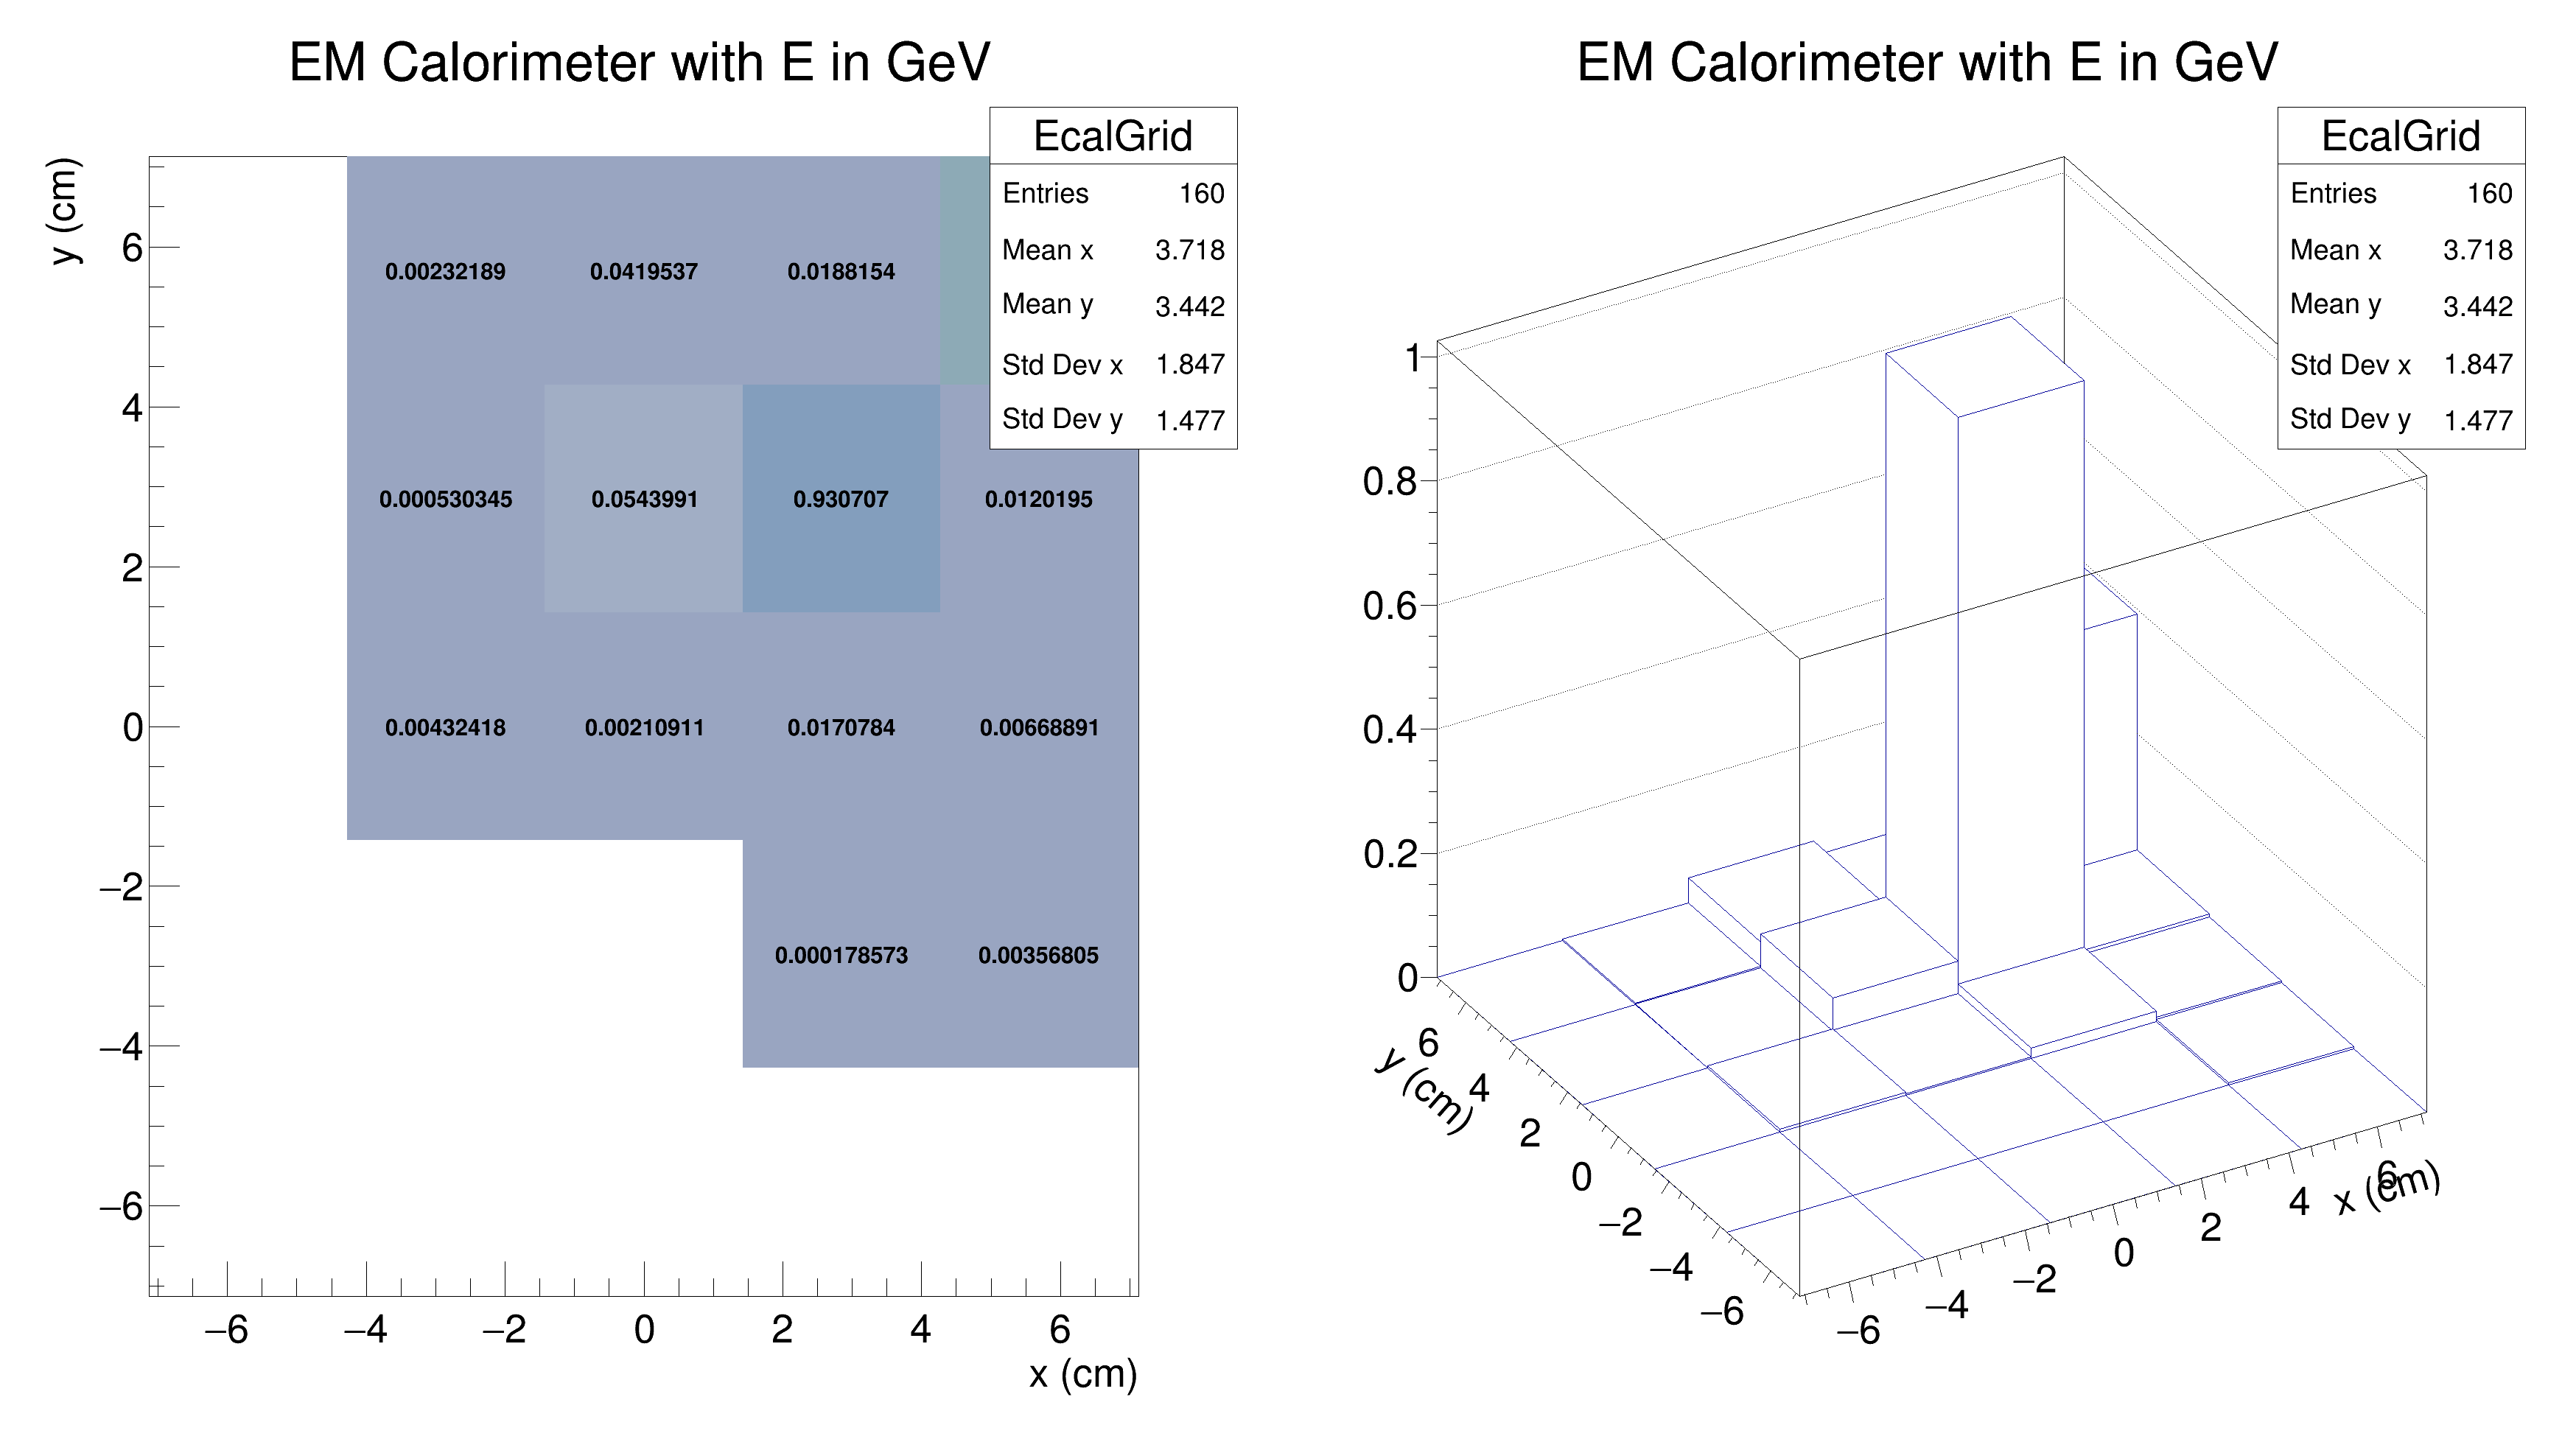 EM Calorimeter with E in GeV
EcalGrid
Entries 160
Mean x 3.718
Mean y 3.442
Std Dev x 1.847
Std Dev y 1.477
y (cm)
6
4
2
0
−2
−4
−6
0.00232189 0.0419537 0.0188154
0.000530345 0.0543991 0.930707 0.0120195
0.00432418 0.00210911 0.0170784 0.00668891
0.000178573 0.00356805
−6 −4 −2 0 2 4 6
x (cm)
EM Calorimeter with E in GeV
EcalGrid
Entries 160
Mean x 3.718
Mean y 3.442
Std Dev x 1.847
Std Dev y 1.477
1
0.8
0.6
0.4
0.2
0
6
4
2
0
−2
−4
−6
y (cm)
−6
−4
−2
0
2
4
6
x (cm)